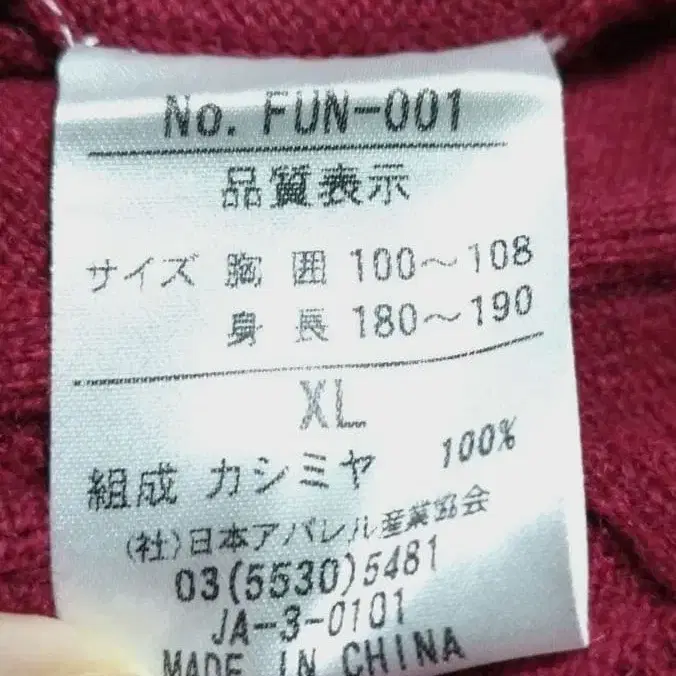 No. FUN-001
品質表示
サイズ 胸囲 100～108
身長 180～190
XL
組成 カシミヤ 100%
(社)日本アパレル産業協会
03(5530)5481
JA-3-0101
MADE IN CHINA